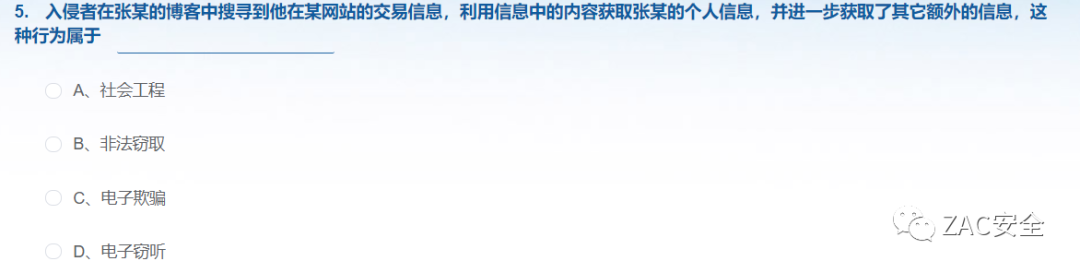 5. 入侵者在张某的博客中搜寻到他在某网站的交易信息，利用信息中的内容获取张某的个人信息，并进一步获取了其它额外的信息，这
种行为属于
A、社会工程
B、非法窃取
C、电子欺骗
D、电子窃听
ZAC安全